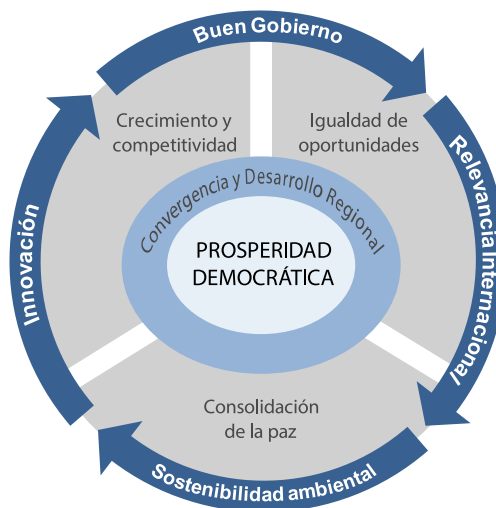 Buen Gobierno
Crecimiento y
competitividad
Igualdad de
oportunidades
Relevancia Internacional
Innovación
Convergencia y Desarrollo Regional
PROSPERIDAD
DEMOCRÁTICA
Consolidación
de la paz
Sostenibilidad ambiental